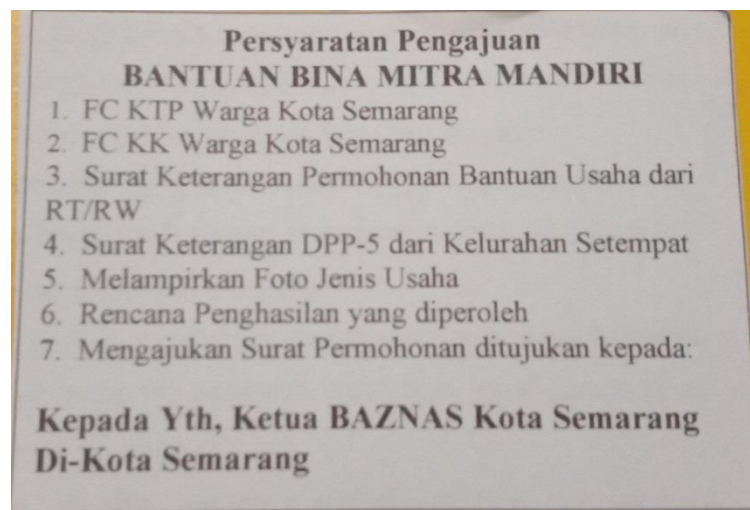 Persyaratan Pengajuan
BANTUAN BINA MITRA MANDIRI
1. FC KTP Warga Kota Semarang
2. FC KK Warga Kota Semarang
3. Surat Keterangan Permohonan Bantuan Usaha dari
RT/RW
4. Surat Keterangan DPP-5 dari Kelurahan Setempat
5. Melampirkan Foto Jenis Usaha
6. Rencana Penghasilan yang diperoleh
7. Mengajukan Surat Permohonan ditujukan kepada:
Kepada Yth, Ketua BAZNAS Kota Semarang
Di-Kota Semarang